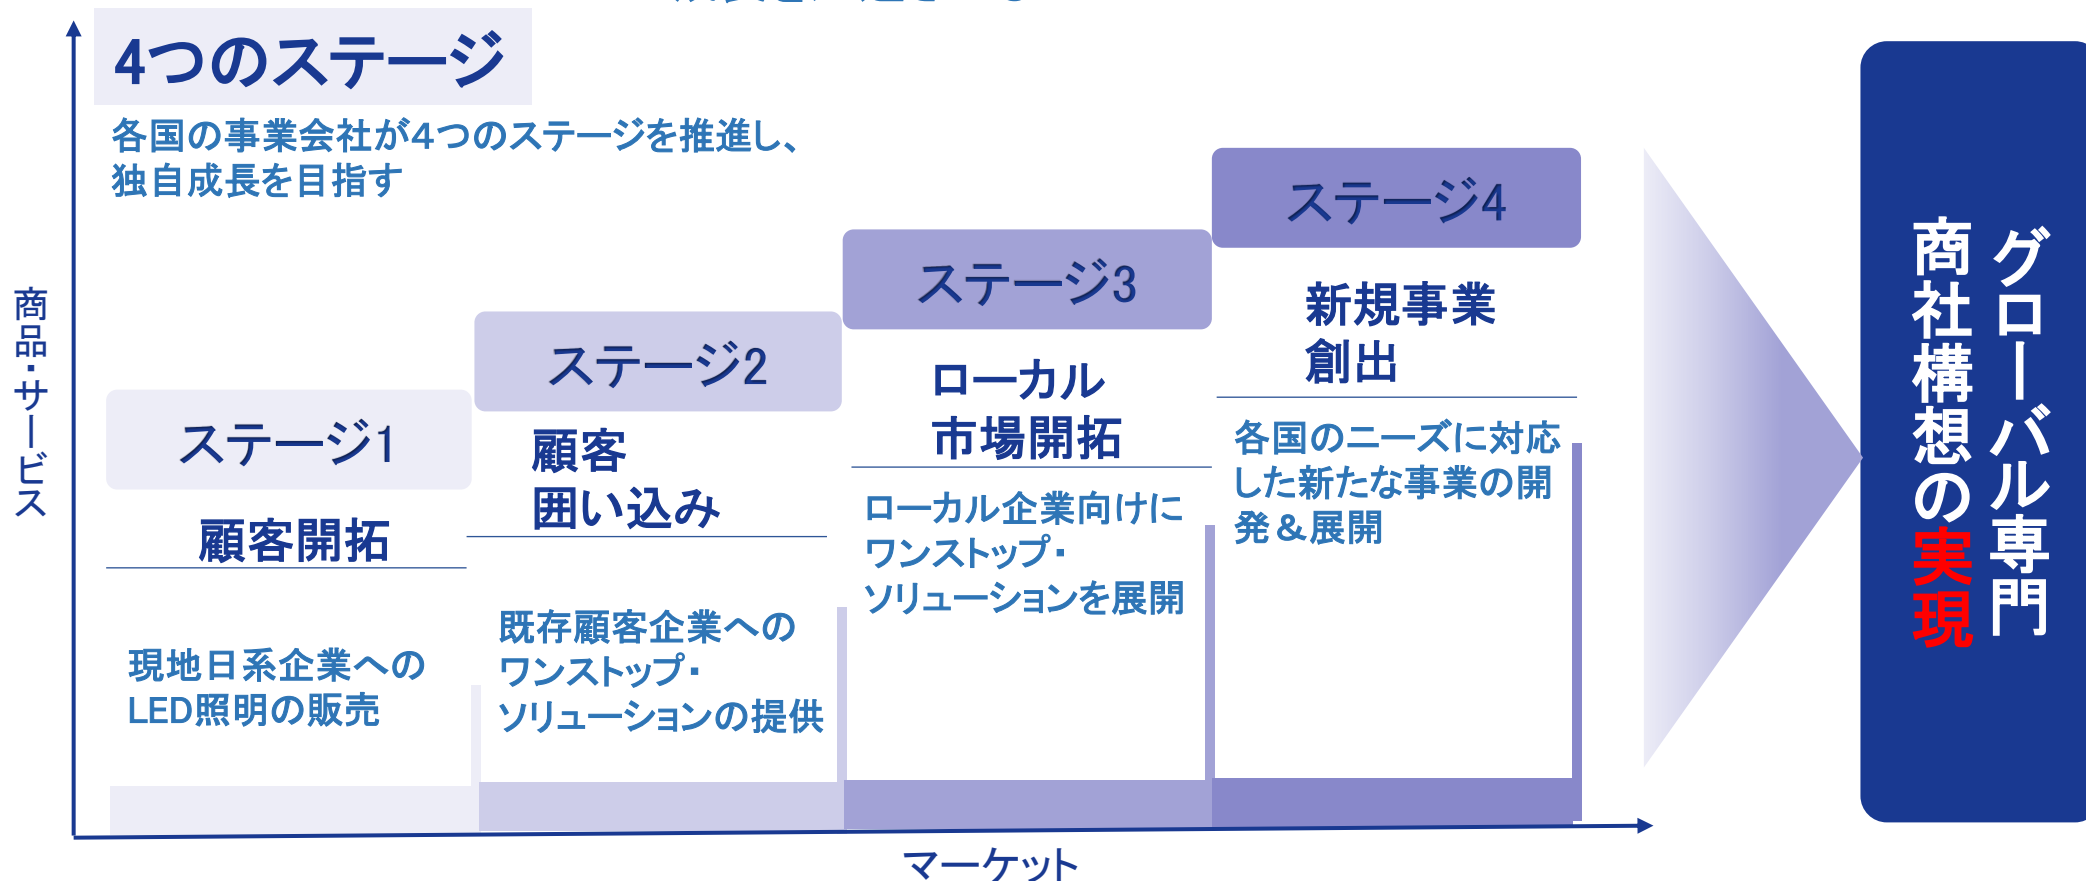 4つのステージ
各国の事業会社が4つのステージを推進し、
独自成長を目指す
商品・サービス
ステージ1
顧客開拓
現地日系企業への
LED照明の販売
ステージ2
顧客
囲い込み
既存顧客企業への
ワンストップ・
ソリューションの提供
ステージ3
ローカル
市場開拓
ローカル企業向けに
ワンストップ・
ソリューションを展開
ステージ4
新規事業
創出
各国のニーズに対応
した新たな事業の開
発＆展開
マーケット
グローバル専門
商社構想の実現